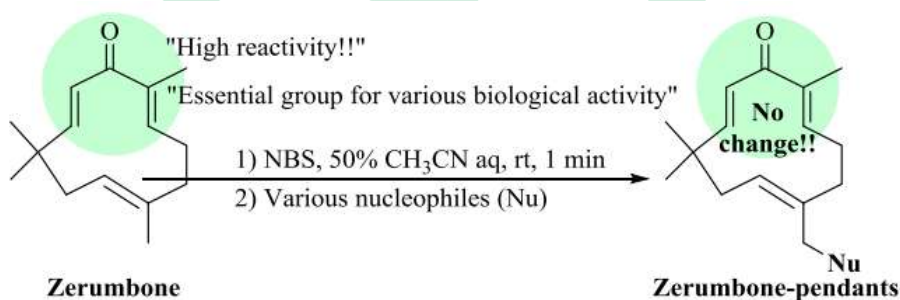 O
"High reactivity!!"
"Essential group for various biological activity"
1) NBS, 50% CH₃CN aq, rt, 1 min
2) Various nucleophiles (Nu)
Zerumbone
O
No
change!!
Nu
Zerumbone-pendants